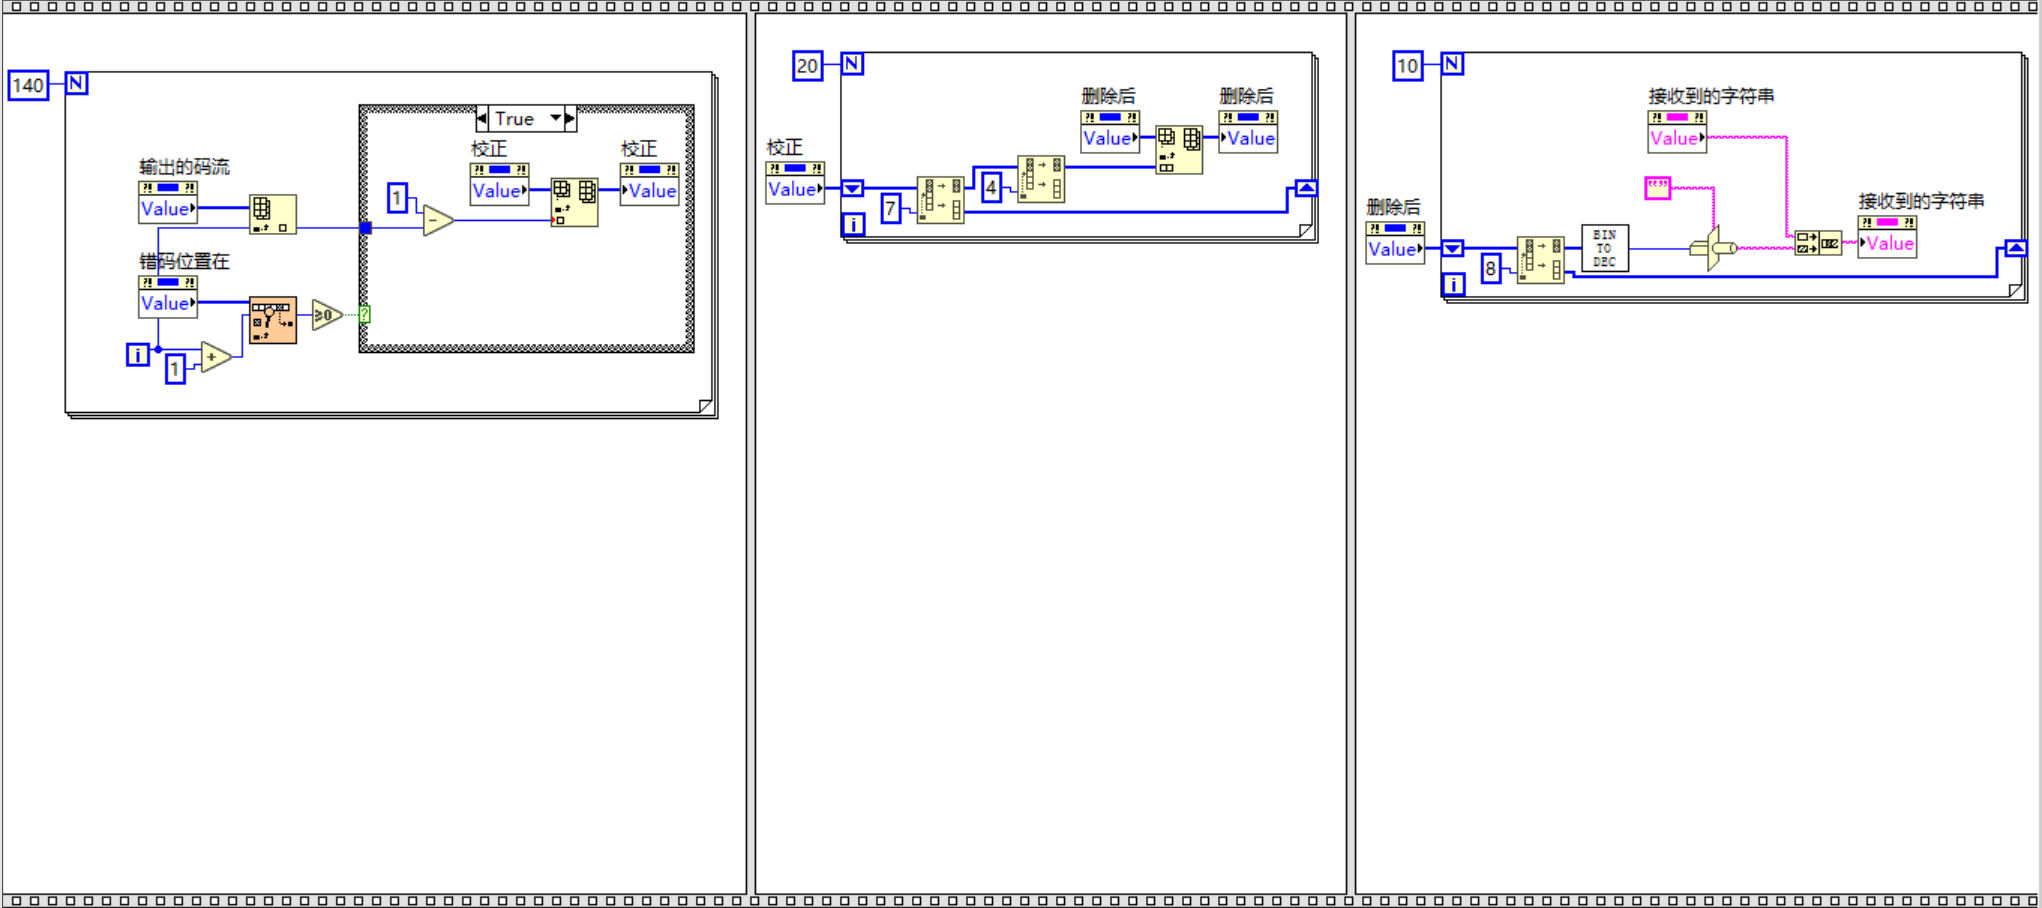 140
N
True
校正
校正
输出的码流
?! ?!
Value
1
−
?! ?!
Value
?! ?!
Value
错码位置在
?! ?!
Value
≥0
?
i
+
1
20
N
删除后
删除后
?! ?!
Value
?! ?!
Value
校正
?! ?!
Value
4
7
i
10
N
接收到的字符串
?! ?!
Value
""
接收到的字符串
?! ?!
Value
删除后
?! ?!
Value
BIN
TO
DEC
8
i